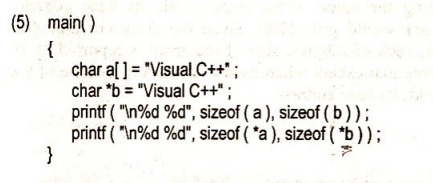 (5) main( )
{
char a[ ] = "Visual C++" ;
char *b = "Visual C++" ;
printf ( "\n%d %d", sizeof ( a ), sizeof ( b ) ) ;
printf ( "\n%d %d", sizeof ( *a ), sizeof ( *b ) ) ;
}